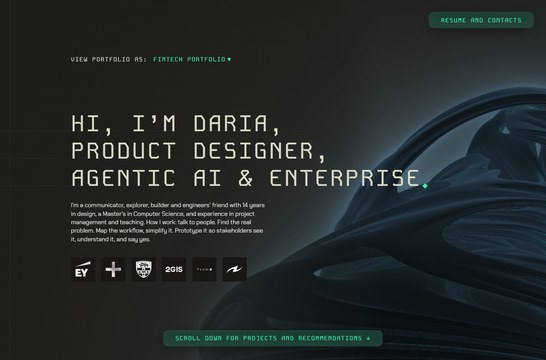 RESUME AND CONTACTS
VIEW PORTFOLIO AS: FINTECH PORTFOLIO ▾
HI, I'M DARIA,
PRODUCT DESIGNER,
AGENTIC AI & ENTERPRISE.
I'm a communicator, explorer, builder and engineers' friend with 14 years
in design, a Master's in Computer Science, and experience in project
management and teaching. How I work: talk to people. Find the real
problem. Map the workflow, simplify it. Prototype it so stakeholders see
it, understand it, and say yes.
EY
2GIS
SCROLL DOWN FOR PROJECTS AND RECOMMENDATIONS ↓